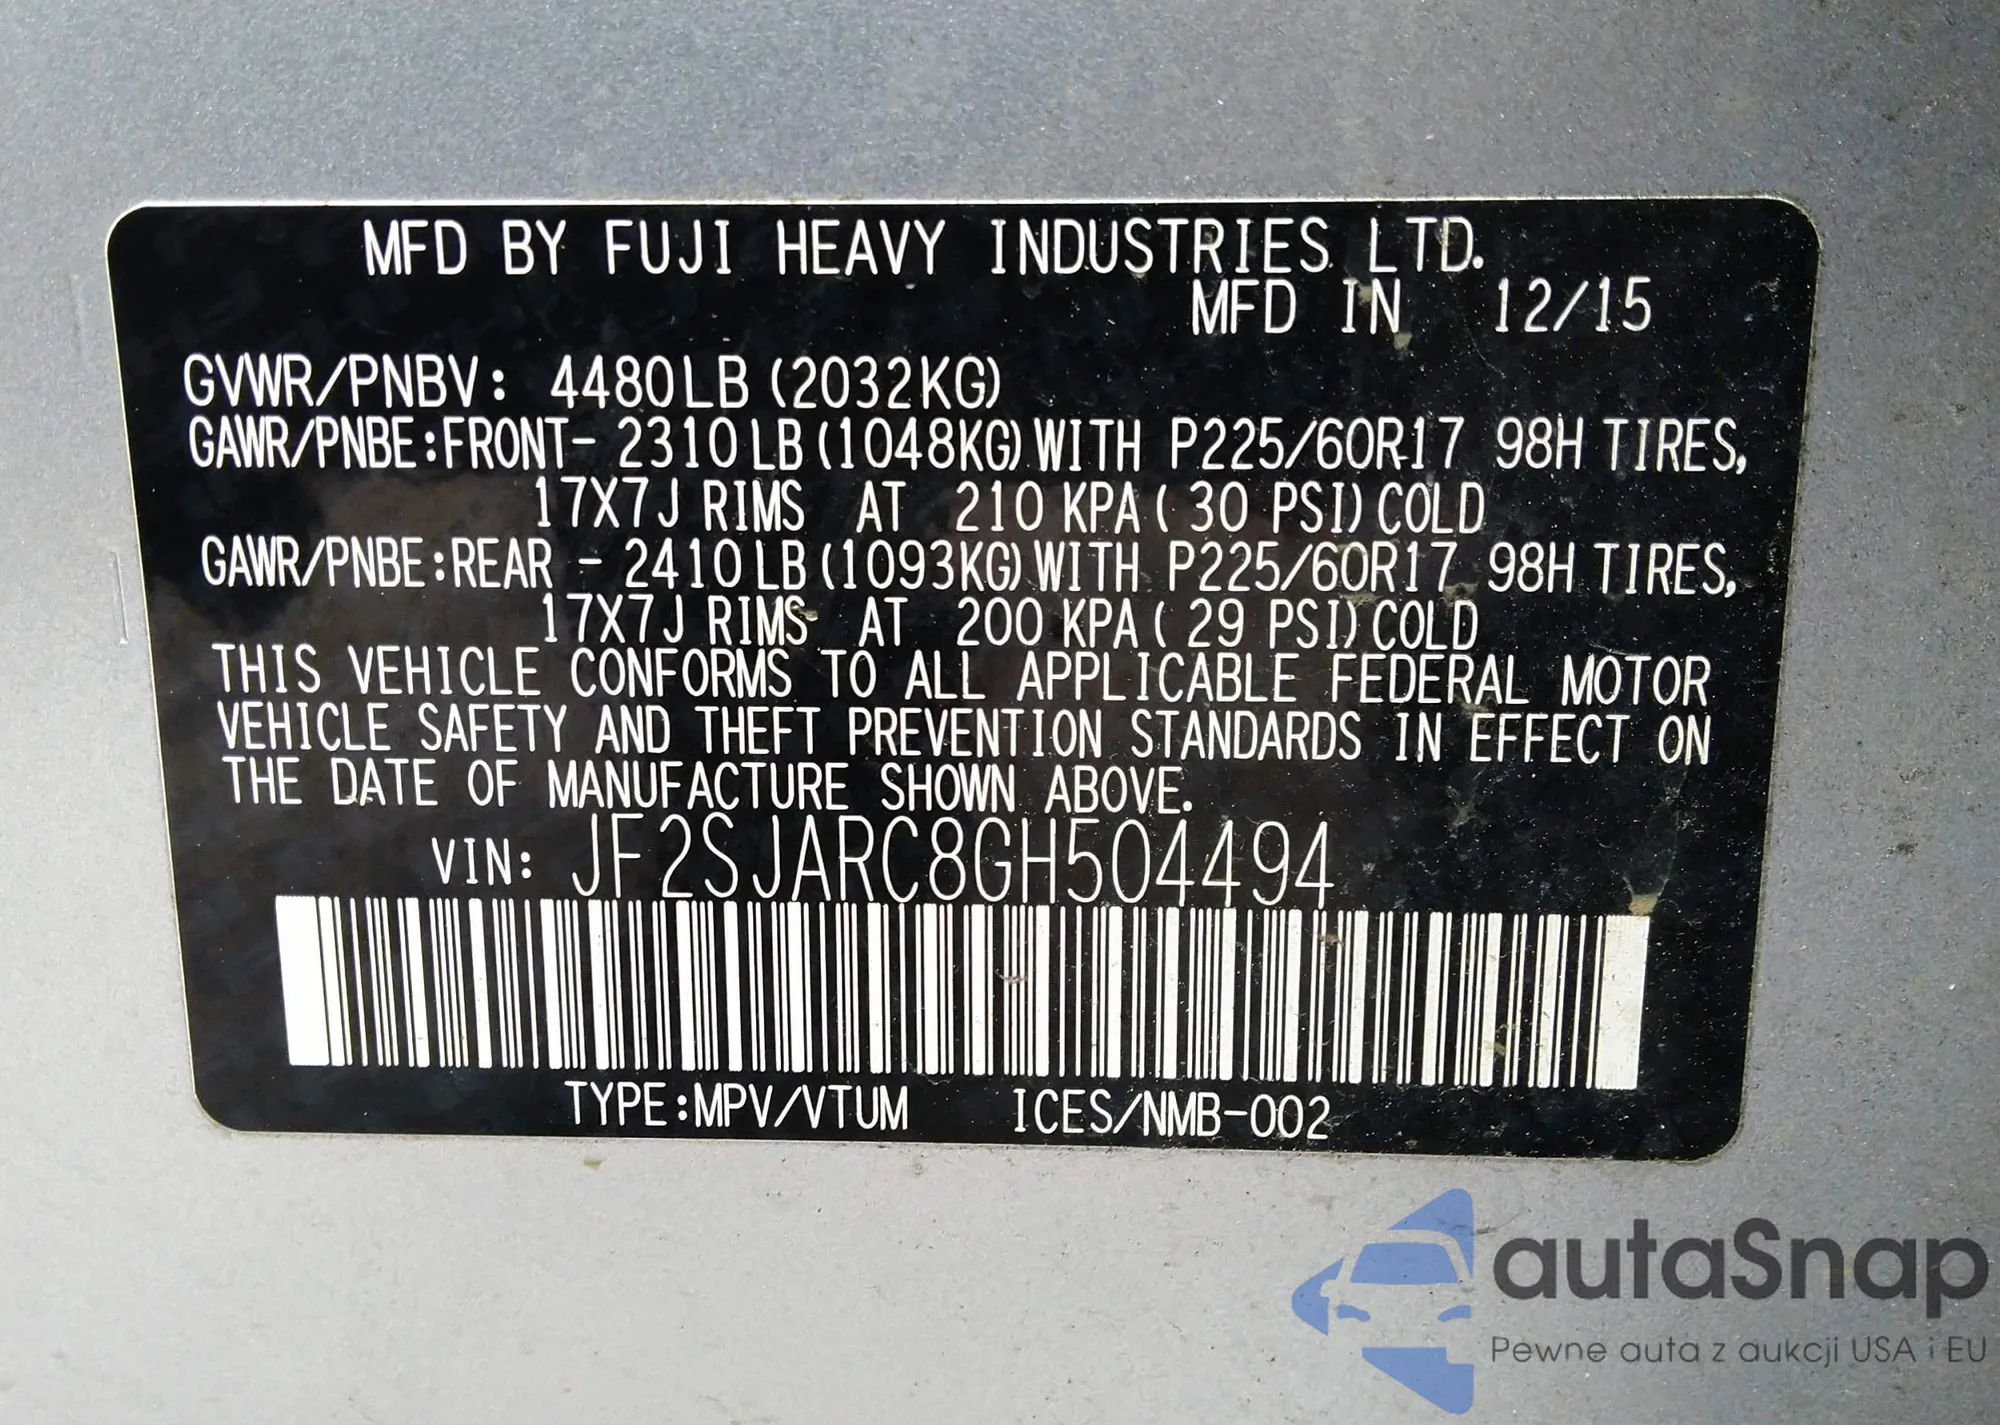 MFD BY FUJI HEAVY INDUSTRIES LTD.
MFD IN 12/15
GVWR/PNBV: 4480LB (2032KG)
GAWR/PNBE:FRONT- 2310LB(1048KG)WITH P225/60R17 98H TIRES,
17X7J RIMS AT 210 KPA( 30 PSI)COLD
GAWR/PNBE:REAR - 2410LB(1093KG)WITH P225/60R17 98H TIRES,
17X7J RIMS AT 200 KPA( 29 PSI)COLD
THIS VEHICLE CONFORMS TO ALL APPLICABLE FEDERAL MOTOR
VEHICLE SAFETY AND THEFT PREVENTION STANDARDS IN EFFECT ON
THE DATE OF MANUFACTURE SHOWN ABOVE.
VIN: JF2SJARC8GH504494
TYPE:MPV/VTUM ICES/NMB-002
autaSnap
Pewne auta z aukcji USA i EU